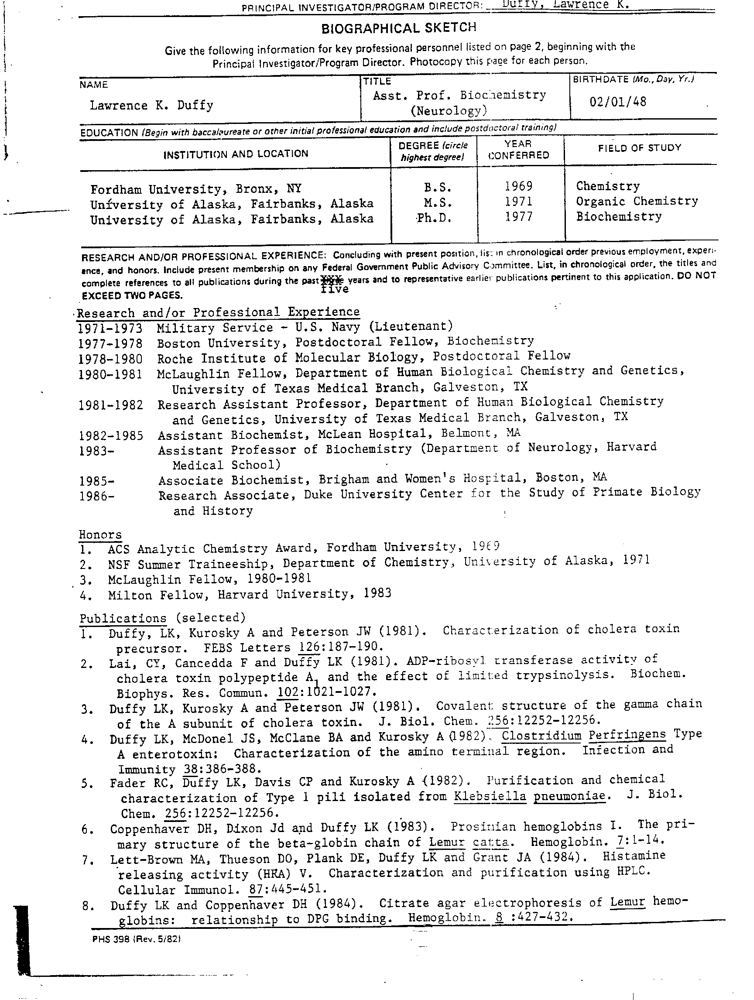 PRINCIPAL INVESTIGATOR/PROGRAM DIRECTOR: Duffy, Lawrence K.
BIOGRAPHICAL SKETCH
Give the following information for key professional personnel listed on page 2, beginning with the
Principal Investigator/Program Director. Photocopy this page for each person.
NAME TITLE BIRTHDATE (Mo., Day, Yr.)
Lawrence K. Duffy Asst. Prof. Biochemistry (Neurology) 02/01/48
EDUCATION (Begin with baccalaureate or other initial professional education and include postdoctoral training)
INSTITUTION AND LOCATION DEGREE (circle highest degree) YEAR CONFERRED FIELD OF STUDY
Fordham University, Bronx, NY B.S. 1969 Chemistry
University of Alaska, Fairbanks, Alaska M.S. 1971 Organic Chemistry
University of Alaska, Fairbanks, Alaska Ph.D. 1977 Biochemistry
RESEARCH AND/OR PROFESSIONAL EXPERIENCE: Concluding with present position, list in chronological order previous employment, experi-
ence, and honors. Include present membership on any Federal Government Public Advisory Committee. List, in chronological order, the titles and
complete references to all publications during the past five years and to representative earlier publications pertinent to this application. DO NOT
EXCEED TWO PAGES.
Research and/or Professional Experience
1971-1973 Military Service - U.S. Navy (Lieutenant)
1977-1978 Boston University, Postdoctoral Fellow, Biochemistry
1978-1980 Roche Institute of Molecular Biology, Postdoctoral Fellow
1980-1981 McLaughlin Fellow, Department of Human Biological Chemistry and Genetics,
University of Texas Medical Branch, Galveston, TX
1981-1982 Research Assistant Professor, Department of Human Biological Chemistry
and Genetics, University of Texas Medical Branch, Galveston, TX
1982-1985 Assistant Biochemist, McLean Hospital, Belmont, MA
1983- Assistant Professor of Biochemistry (Department of Neurology, Harvard
Medical School)
1985- Associate Biochemist, Brigham and Women's Hospital, Boston, MA
1986- Research Associate, Duke University Center for the Study of Primate Biology
and History
Honors
1. ACS Analytic Chemistry Award, Fordham University, 1969
2. NSF Summer Traineeship, Department of Chemistry, University of Alaska, 1971
3. McLaughlin Fellow, 1980-1981
4. Milton Fellow, Harvard University, 1983
Publications (selected)
1. Duffy, LK, Kurosky A and Peterson JW (1981). Characterization of cholera toxin
precursor. FEBS Letters 126:187-190.
2. Lai, CY, Cancedda F and Duffy LK (1981). ADP-ribosyl transferase activity of
cholera toxin polypeptide A1 and the effect of limited trypsinolysis. Biochem.
Biophys. Res. Commun. 102:1021-1027.
3. Duffy LK, Kurosky A and Peterson JW (1981). Covalent structure of the gamma chain
of the A subunit of cholera toxin. J. Biol. Chem. 256:12252-12256.
4. Duffy LK, McDonel JS, McClane BA and Kurosky A (1982). Clostridium Perfringens Type
A enterotoxin: Characterization of the amino terminal region. Infection and
Immunity 38:386-388.
5. Fader RC, Duffy LK, Davis CP and Kurosky A (1982). Purification and chemical
characterization of Type 1 pili isolated from Klebsiella pneumoniae. J. Biol.
Chem. 256:12252-12256.
6. Coppenhaver DH, Dixon Jd and Duffy LK (1983). Prosimian hemoglobins I. The pri-
mary structure of the beta-globin chain of Lemur catta. Hemoglobin. 7:1-14.
7. Lett-Brown MA, Thueson DO, Plank DE, Duffy LK and Grant JA (1984). Histamine
releasing activity (HRA) V. Characterization and purification using HPLC.
Cellular Immunol. 87:445-451.
8. Duffy LK and Coppenhaver DH (1984). Citrate agar electrophoresis of Lemur hemo-
globins: relationship to DPG binding. Hemoglobin. 8 :427-432.
PHS 398 (Rev. 5/82)